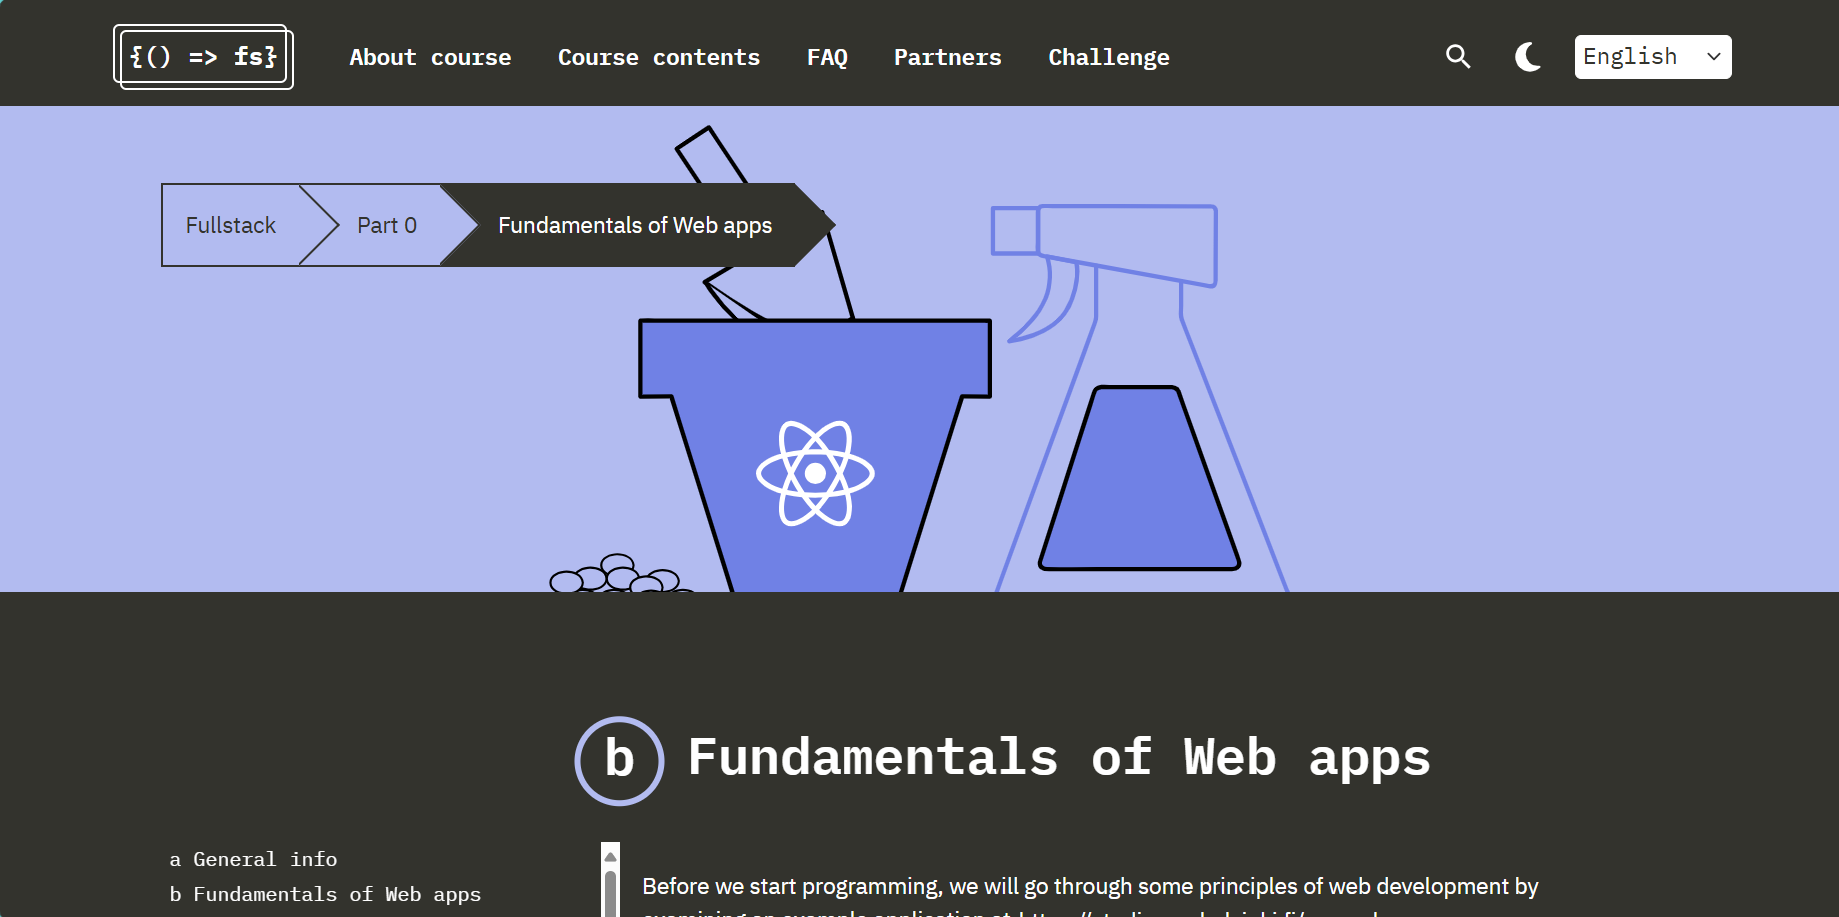 {() => fs}
About course
Course contents
FAQ
Partners
Challenge
English
Fullstack
Part 0
Fundamentals of Web apps
b
Fundamentals of Web apps
a General info
b Fundamentals of Web apps
Before we start programming, we will go through some principles of web development by